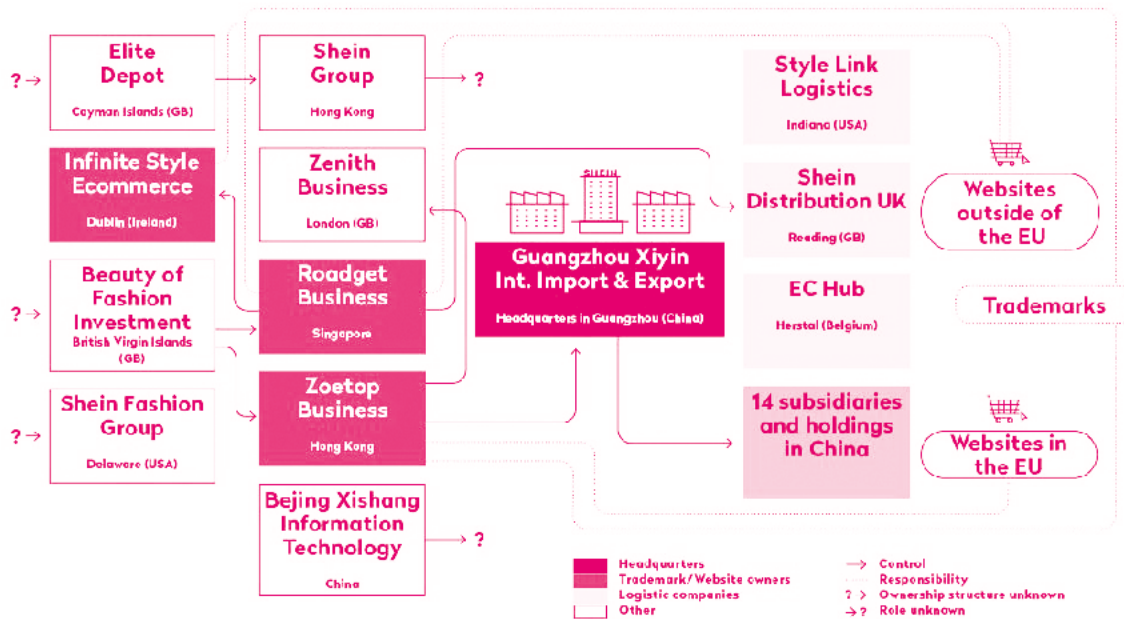 Elite
Depot
Cayman Islands (GB)
Shein
Group
Hong Kong
Infinite Style
Ecommerce
Dublin (Ireland)
Zenith
Business
London (GB)
Beauty of
Fashion
Investment
British Virgin Islands
(GB)
Roadget
Business
Singapore
Shein Fashion
Group
Delaware (USA)
Zoetop
Business
Hong Kong
Bejing Xishang
Information
Technology
China
SHEIN
Guangzhou Xiyin
Int. Import & Export
Headquarters in Guangzhou (China)
Style Link
Logistics
Indiana (USA)
Shein
Distribution UK
Reading (GB)
EC Hub
Herstal (Belgium)
14 subsidiaries
and holdings
in China
Websites
outside of
the EU
Trademarks
Websites in
the EU
?
?
?
?
?
Headquarters
Trademark/Website owners
Logistic companies
Other
Control
Responsibility
? Ownership structure unknown
? Role unknown